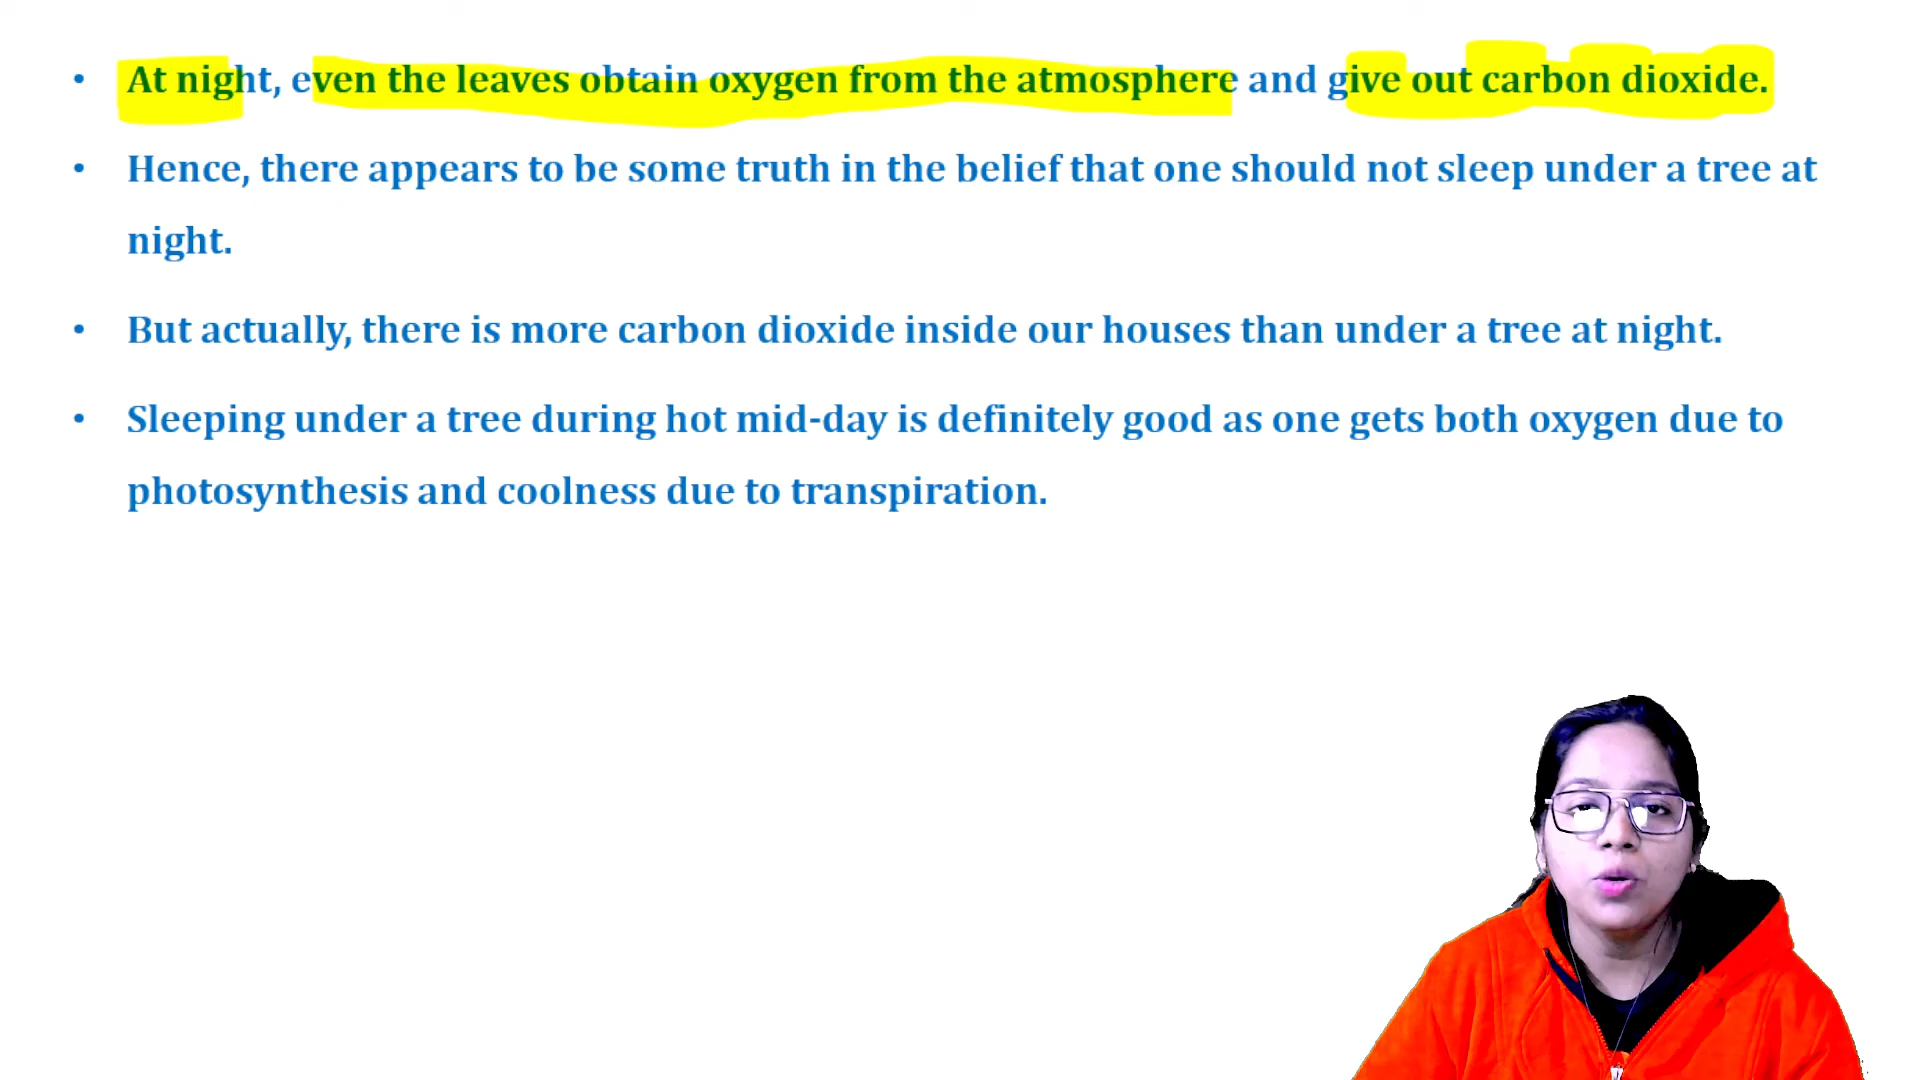 • At night, even the leaves obtain oxygen from the atmosphere and give out carbon dioxide.
• Hence, there appears to be some truth in the belief that one should not sleep under a tree at
night.
• But actually, there is more carbon dioxide inside our houses than under a tree at night.
• Sleeping under a tree during hot mid-day is definitely good as one gets both oxygen due to
photosynthesis and coolness due to transpiration.